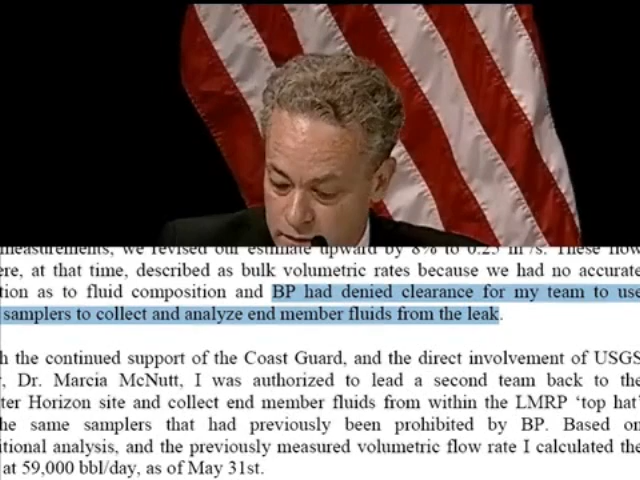 measurements, we revised our estimate upward by 8% to 0.25 m³/s. These flow
ere, at that time, described as bulk volumetric rates because we had no accurate
tion as to fluid composition and BP had denied clearance for my team to use
samplers to collect and analyze end member fluids from the leak.
h the continued support of the Coast Guard, and the direct involvement of USGS
, Dr. Marcia McNutt, I was authorized to lead a second team back to the
ter Horizon site and collect end member fluids from within the LMRP ‘top hat’
he same samplers that had previously been prohibited by BP. Based on
itional analysis, and the previously measured volumetric flow rate I calculated the
at 59,000 bbl/day, as of May 31st.